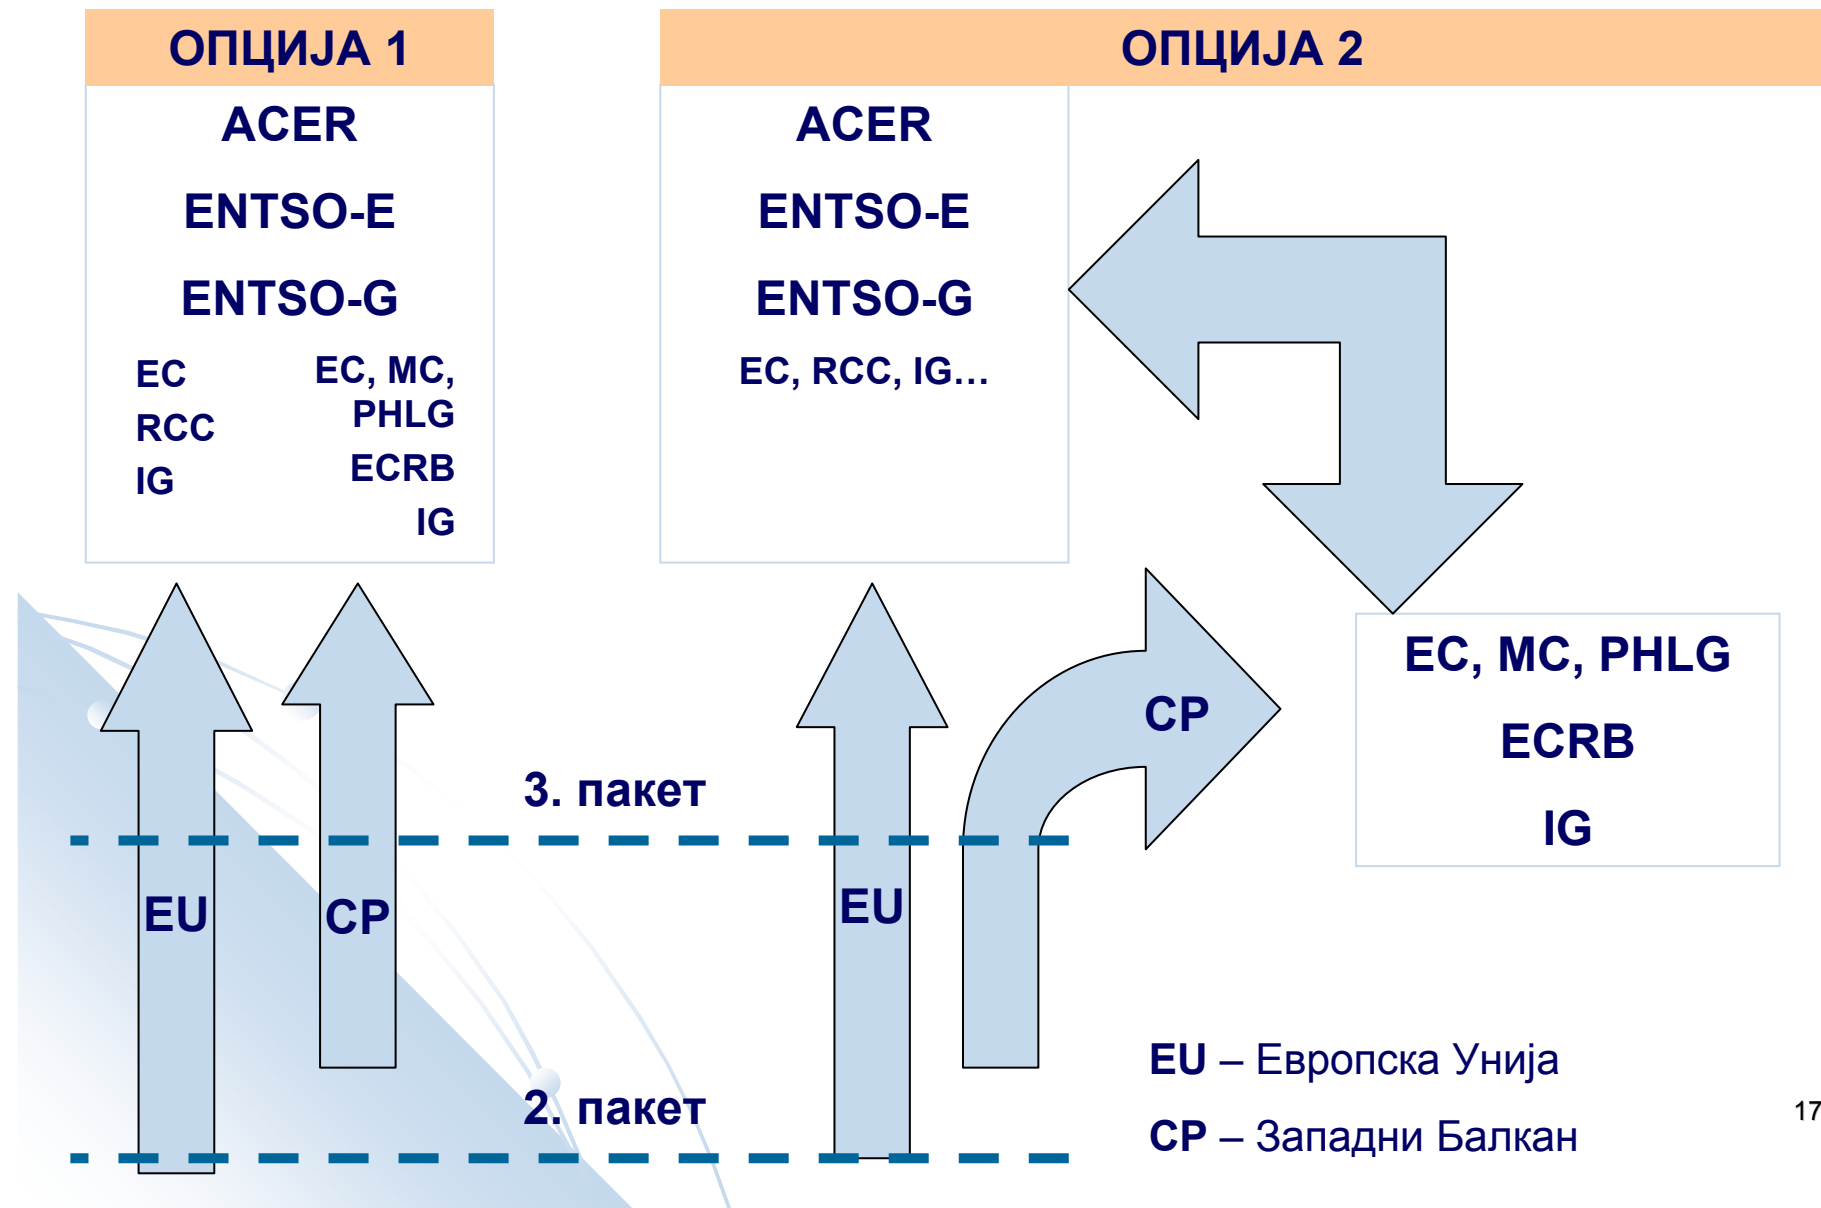 ОПЦИЈА 1
ACER
ENTSO-E
ENTSO-G
EC
RCC
IG
EC, MC,
PHLG
ECRB
IG
ОПЦИЈА 2
ACER
ENTSO-E
ENTSO-G
EC, RCC, IG…
CP
EC, MC, PHLG
ECRB
IG
3. пакет
EU
CP
EU
2. пакет
EU – Европска Унија
CP – Западни Балкан
17